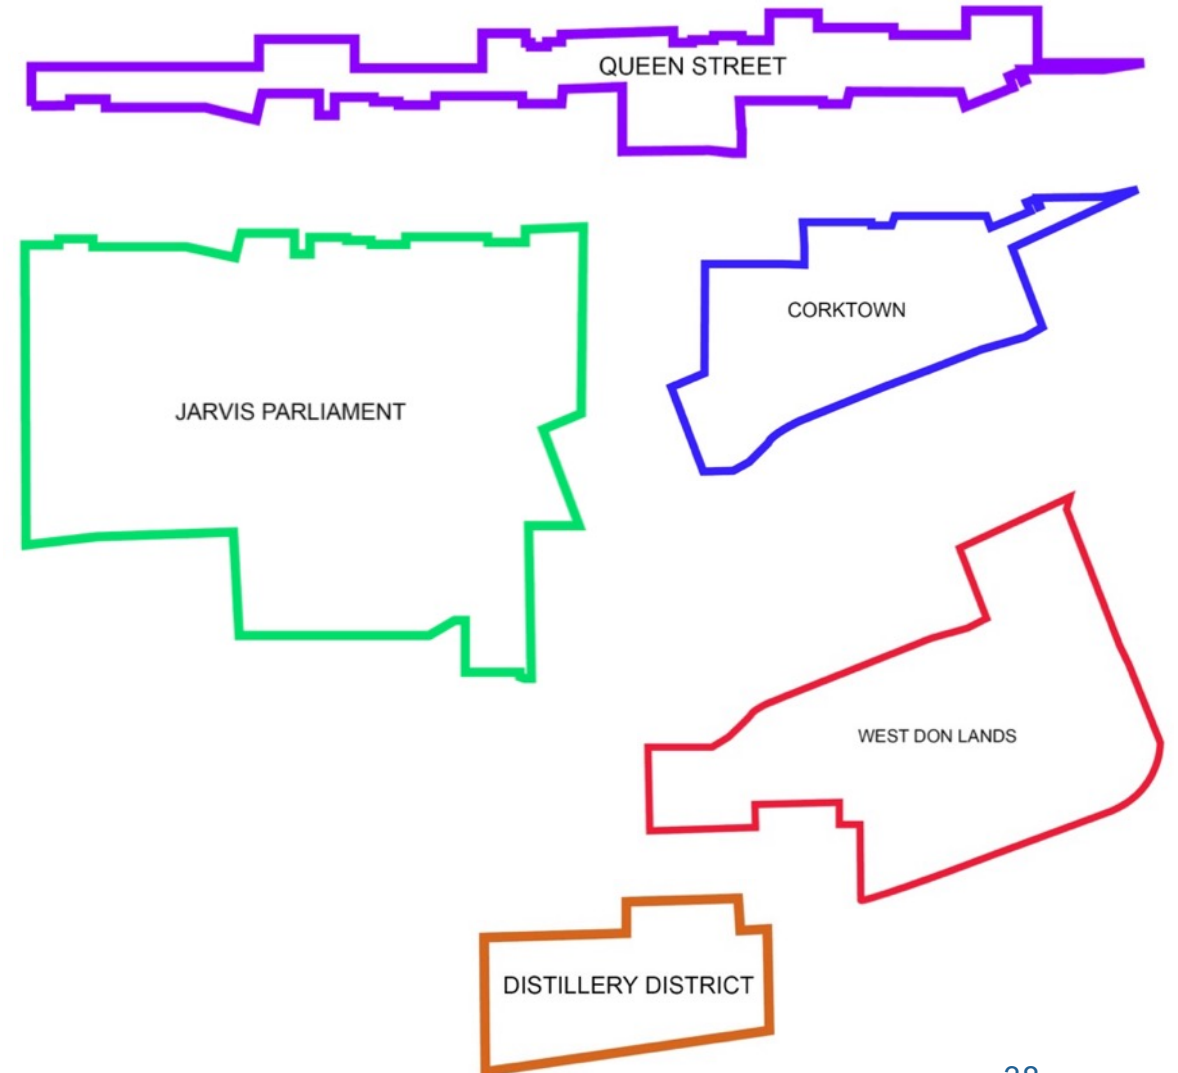 QUEEN STREET
CORKTOWN
JARVIS PARLIAMENT
WEST DON LANDS
DISTILLERY DISTRICT